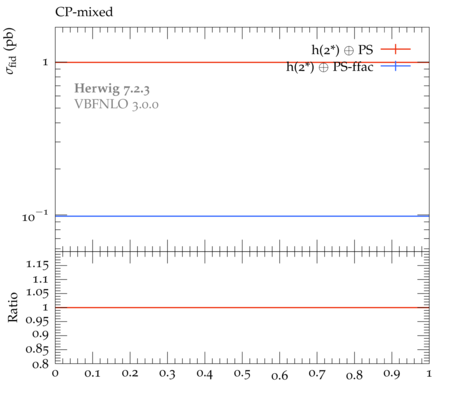 CP-mixed
σfid (pb)
h(2*) ⊕ PS
1
h(2*) ⊕ PS-ffac
Herwig 7.2.3
VBFNLO 3.0.0
10⁻¹
Ratio
1.15
1.1
1.05
1
0.95
0.9
0.85
0.8
0 0.1 0.2 0.3 0.4 0.5 0.6 0.7 0.8 0.9 1